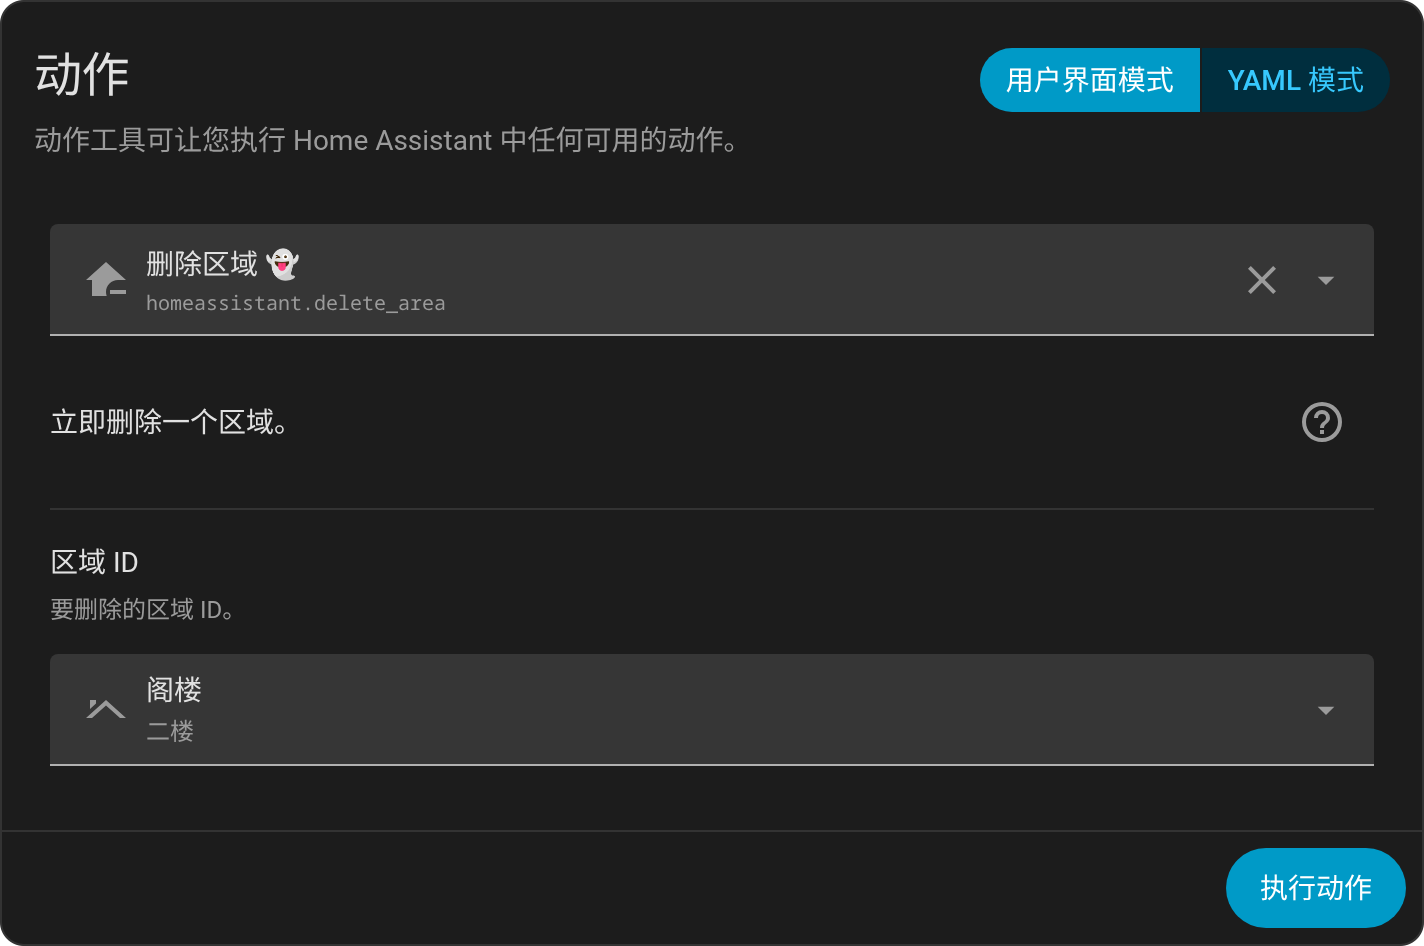 动作
用户界面模式
YAML 模式
动作工具可让您执行 Home Assistant 中任何可用的动作。
删除区域 👻
homeassistant.delete_area
立即删除一个区域。
区域 ID
要删除的区域 ID。
阁楼
二楼
执行动作